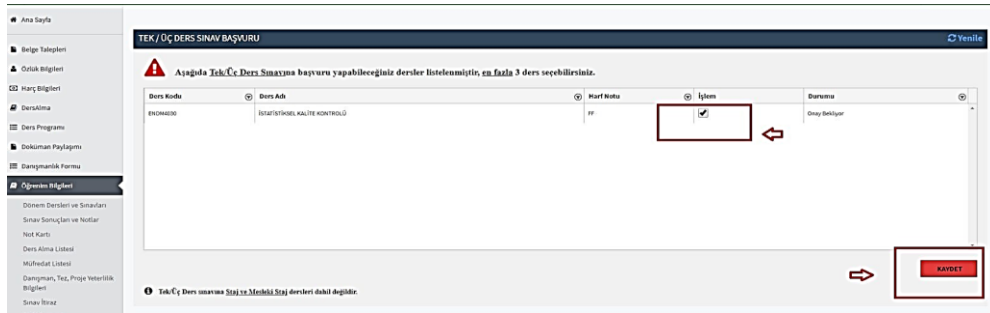 Ana Sayfa
Belge Talepleri
Özlük Bilgileri
Harç Bilgileri
DersAlma
Ders Programı
Doküman Paylaşımı
Danışmanlık Formu
Öğrenim Bilgileri
Dönem Dersleri ve Sınavları
Sınav Sonuçları ve Notlar
Not Kartı
Ders Alma Listesi
Müfredat Listesi
Danışman, Tez, Proje Yeterlilik
Bilgileri
Sınav İtiraz
TEK / ÜÇ DERS SINAV BAŞVURU
Yenile
Aşağıda Tek/Üç Ders Sınavına başvuru yapabileceğiniz dersler listelenmiştir, en fazla 3 ders seçebilirsiniz.
Ders Kodu Ders Adı Harf Notu İşlem Durumu
ENDM4030 İSTATİSTİKSEL KALİTE KONTROLÜ FF Onay Bekliyor
KAYDET
Tek/Üç Ders sınavına Staj ve Mesleki Staj dersleri dahil değildir.